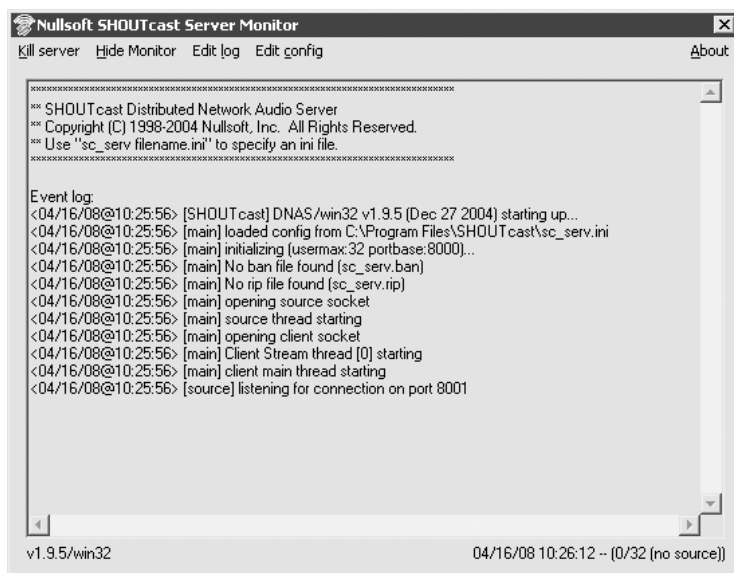 Nullsoft SHOUTcast Server Monitor
Kill server Hide Monitor Edit log Edit config About
*******************************************************************************
** SHOUTcast Distributed Network Audio Server
** Copyright (C) 1998-2004 Nullsoft, Inc. All Rights Reserved.
** Use "sc_serv filename.ini" to specify an ini file.
*******************************************************************************
Event log:
<04/16/08@10:25:56> [SHOUTcast] DNAS/win32 v1.9.5 (Dec 27 2004) starting up...
<04/16/08@10:25:56> [main] loaded config from C:\Program Files\SHOUTcast\sc_serv.ini
<04/16/08@10:25:56> [main] initializing (usermax:32 portbase:8000)...
<04/16/08@10:25:56> [main] No ban file found (sc_serv.ban)
<04/16/08@10:25:56> [main] No rip file found (sc_serv.rip)
<04/16/08@10:25:56> [main] opening source socket
<04/16/08@10:25:56> [main] source thread starting
<04/16/08@10:25:56> [main] opening client socket
<04/16/08@10:25:56> [main] Client Stream thread [0] starting
<04/16/08@10:25:56> [main] client main thread starting
<04/16/08@10:25:56> [source] listening for connection on port 8001
v1.9.5/win32 04/16/08 10:26:12 -- (0/32 (no source))